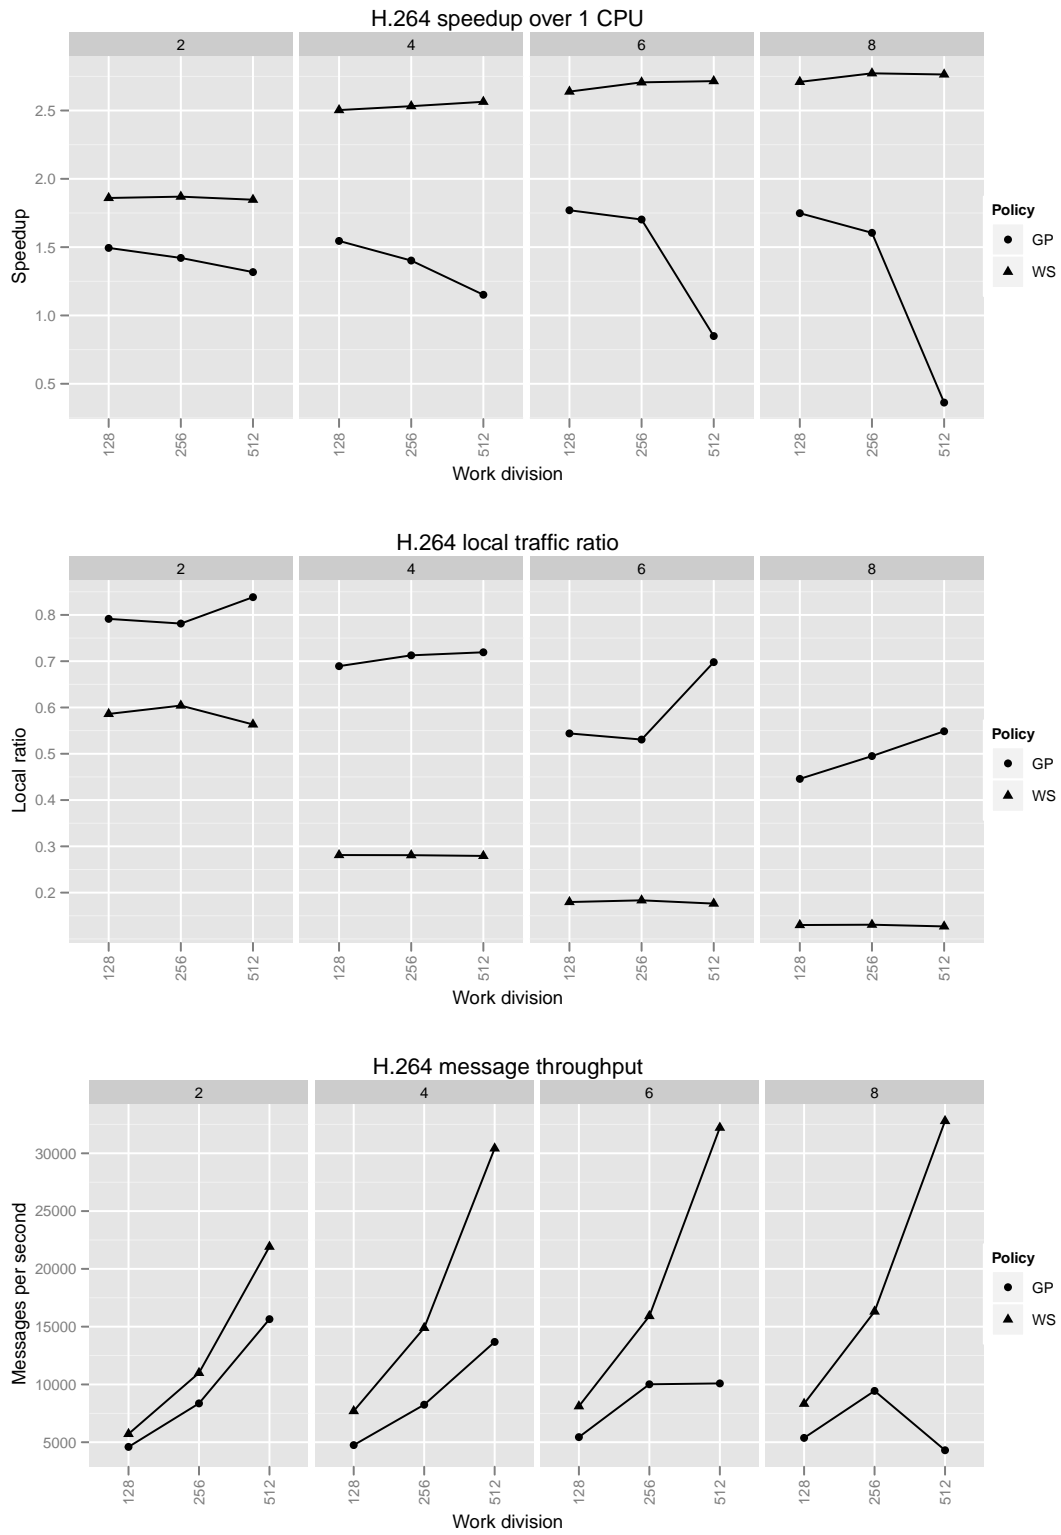 H.264 speedup over 1 CPU
2 4 6 8
2.5
2.0
1.5
1.0
0.5
Speedup
128 256 512 128 256 512 128 256 512 128 256 512
Work division
Policy
GP
WS
H.264 local traffic ratio
2 4 6 8
0.8
0.7
0.6
0.5
0.4
0.3
0.2
Local ratio
128 256 512 128 256 512 128 256 512 128 256 512
Work division
Policy
GP
WS
H.264 message throughput
2 4 6 8
30000
25000
20000
15000
10000
5000
Messages per second
128 256 512 128 256 512 128 256 512 128 256 512
Work division
Policy
GP
WS